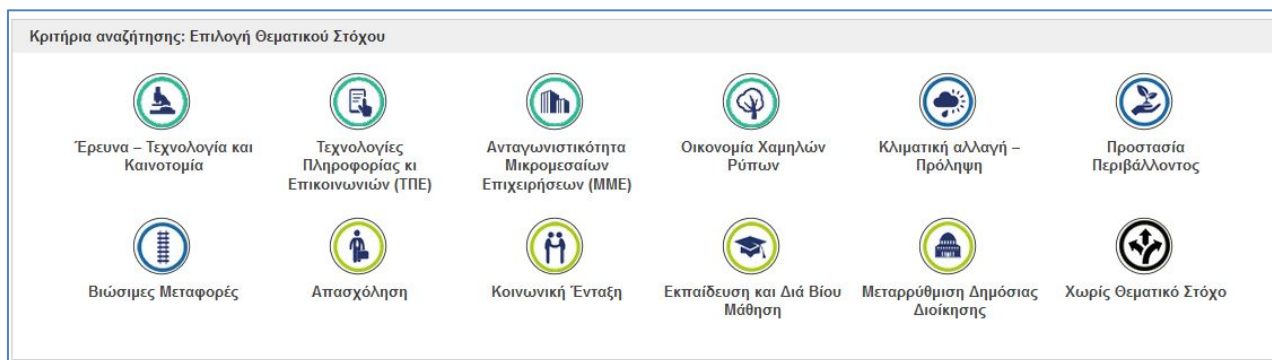 Κριτήρια αναζήτησης: Επιλογή Θεματικού Στόχου
Έρευνα – Τεχνολογία και
Καινοτομία
Τεχνολογίες
Πληροφορίας κι
Επικοινωνιών (ΤΠΕ)
Ανταγωνιστικότητα
Μικρομεσαίων
Επιχειρήσεων (ΜΜΕ)
Οικονομία Χαμηλών
Ρύπων
Κλιματική αλλαγή –
Πρόληψη
Προστασία
Περιβάλλοντος
Βιώσιμες Μεταφορές
Απασχόληση
Κοινωνική Ένταξη
Εκπαίδευση και Διά Βίου
Μάθηση
Μεταρρύθμιση Δημόσιας
Διοίκησης
Χωρίς Θεματικό Στόχο